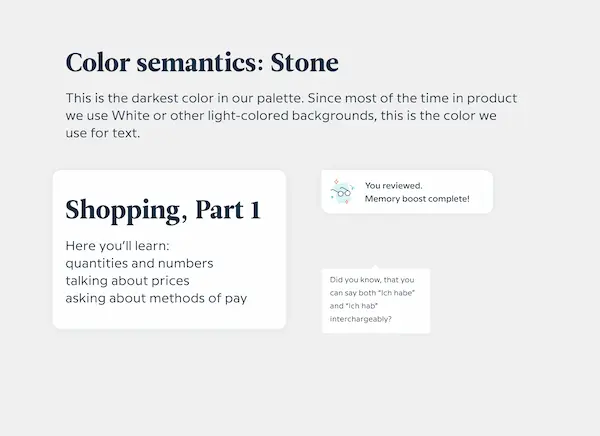 Color semantics: Stone
This is the darkest color in our palette. Since most of the time in product
we use White or other light-colored backgrounds, this is the color we
use for text.
Shopping, Part 1
Here you’ll learn:
quantities and numbers
talking about prices
asking about methods of pay
You reviewed.
Memory boost complete!
Did you know, that you
can say both “Ich habe”
and “ich hab”
interchargeably?